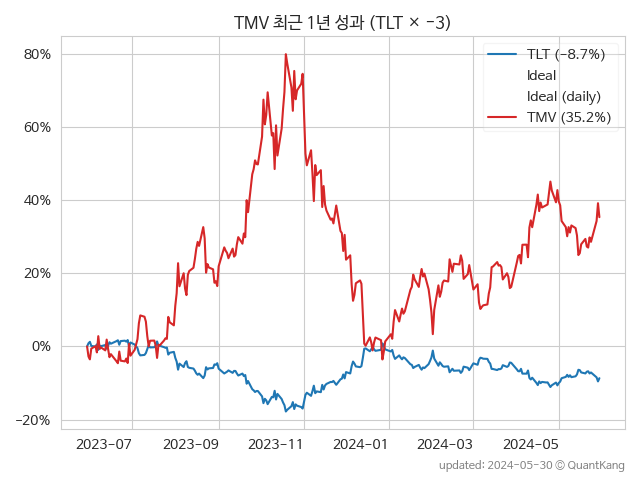 TMV 최근 1년 성과 (TLT × −3)
80%
60%
40%
20%
0%
−20%
TLT (−8.7%)
Ideal
Ideal (daily)
TMV (35.2%)
2023-07
2023-09
2023-11
2024-01
2024-03
2024-05
updated: 2024-05-30 © QuantKang